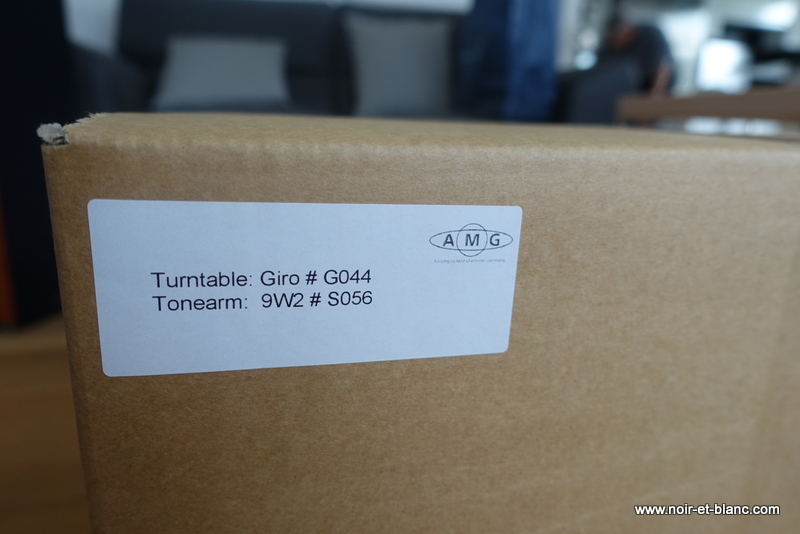 AMG
Turntable: Giro # G044
Tonearm: 9W2 # S056
www.noir-et-blanc.com